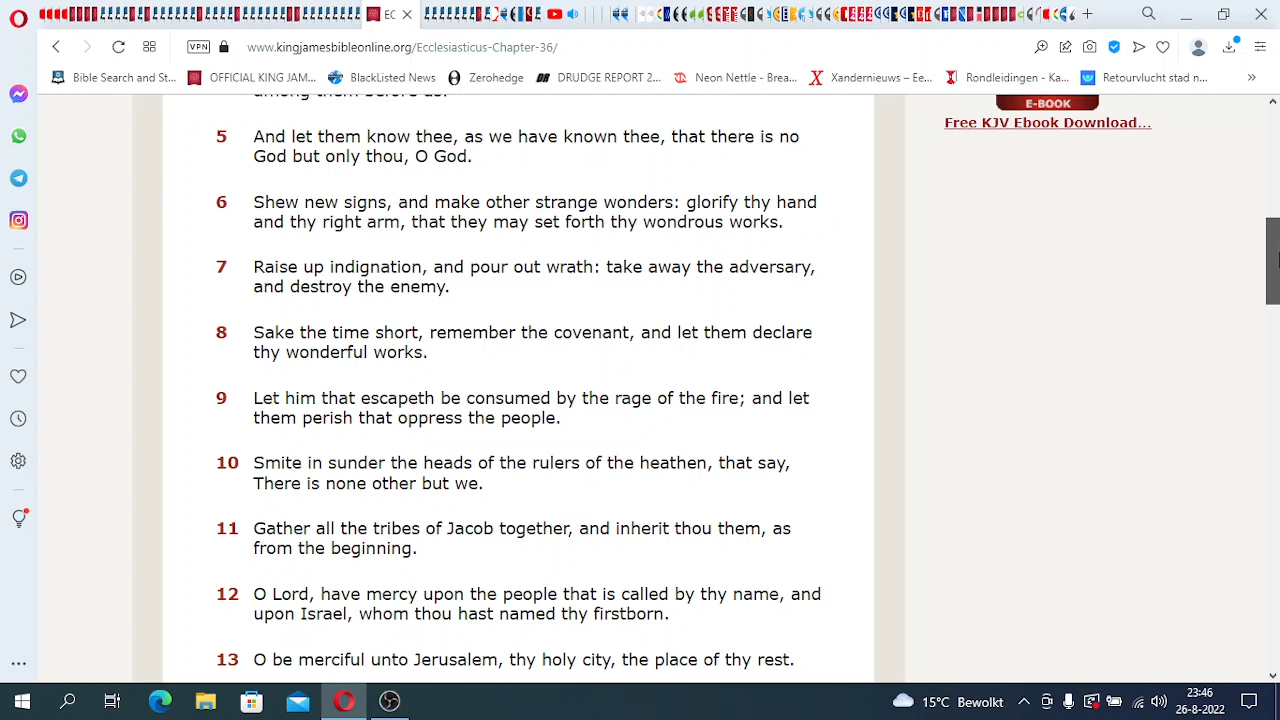 EC
VPN
www.kingjamesbibleonline.org/Ecclesiasticus-Chapter-36/
Bible Search and St...
OFFICIAL KING JAM...
BlackListed News
Zerohedge
DRUDGE REPORT 2...
Neon Nettle - Brea...
Xandernieuws – Ee...
Rondleidingen - Ka...
Retourvlucht stad n...
»
among them before us.
E-BOOK
Free KJV Ebook Download...
5 And let them know thee, as we have known thee, that there is no
God but only thou, O God.
6 Shew new signs, and make other strange wonders: glorify thy hand
and thy right arm, that they may set forth thy wondrous works.
7 Raise up indignation, and pour out wrath: take away the adversary,
and destroy the enemy.
8 Sake the time short, remember the covenant, and let them declare
thy wonderful works.
9 Let him that escapeth be consumed by the rage of the fire; and let
them perish that oppress the people.
10 Smite in sunder the heads of the rulers of the heathen, that say,
There is none other but we.
11 Gather all the tribes of Jacob together, and inherit thou them, as
from the beginning.
12 O Lord, have mercy upon the people that is called by thy name, and
upon Israel, whom thou hast named thy firstborn.
13 O be merciful unto Jerusalem, thy holy city, the place of thy rest.
15°C Bewolkt
23:46
26-8-2022